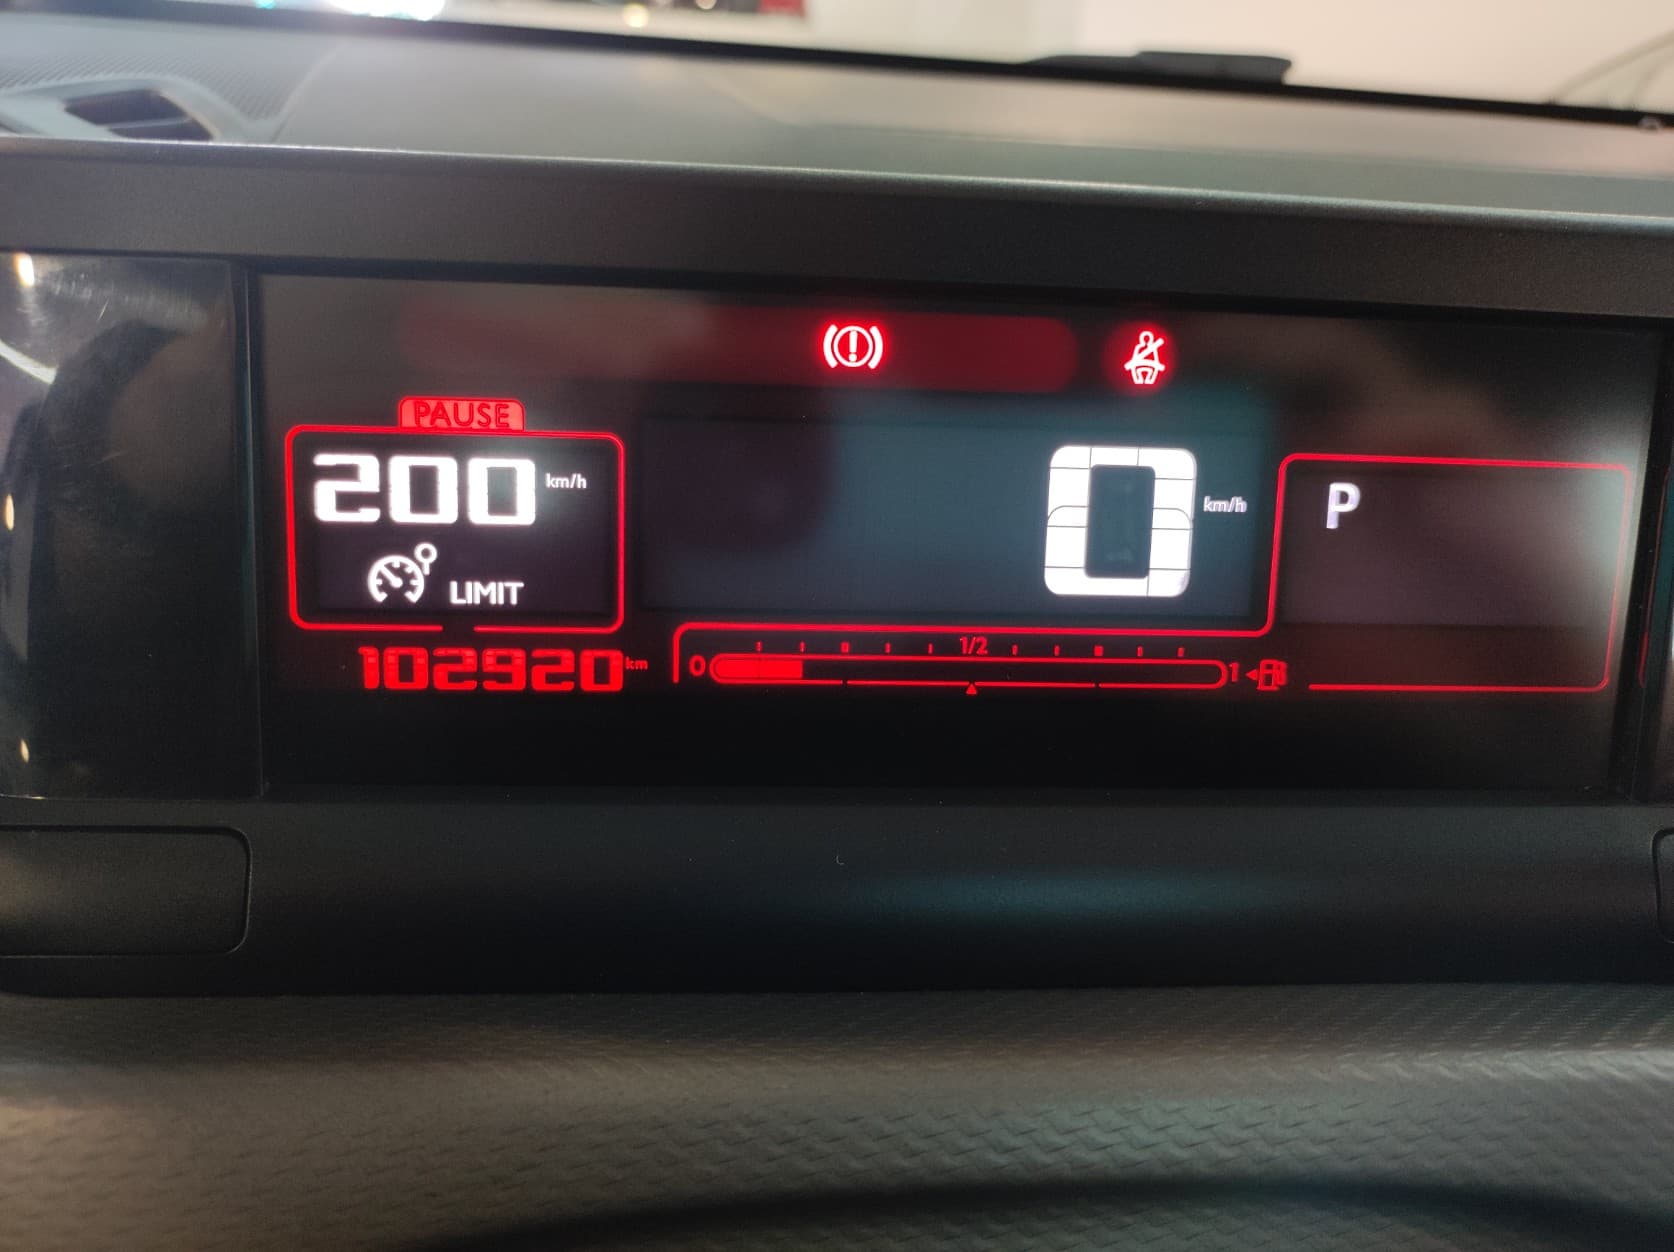 PAUSE
200 km/h
LIMIT
0 km/h
P
102920 km
0 1/2 1